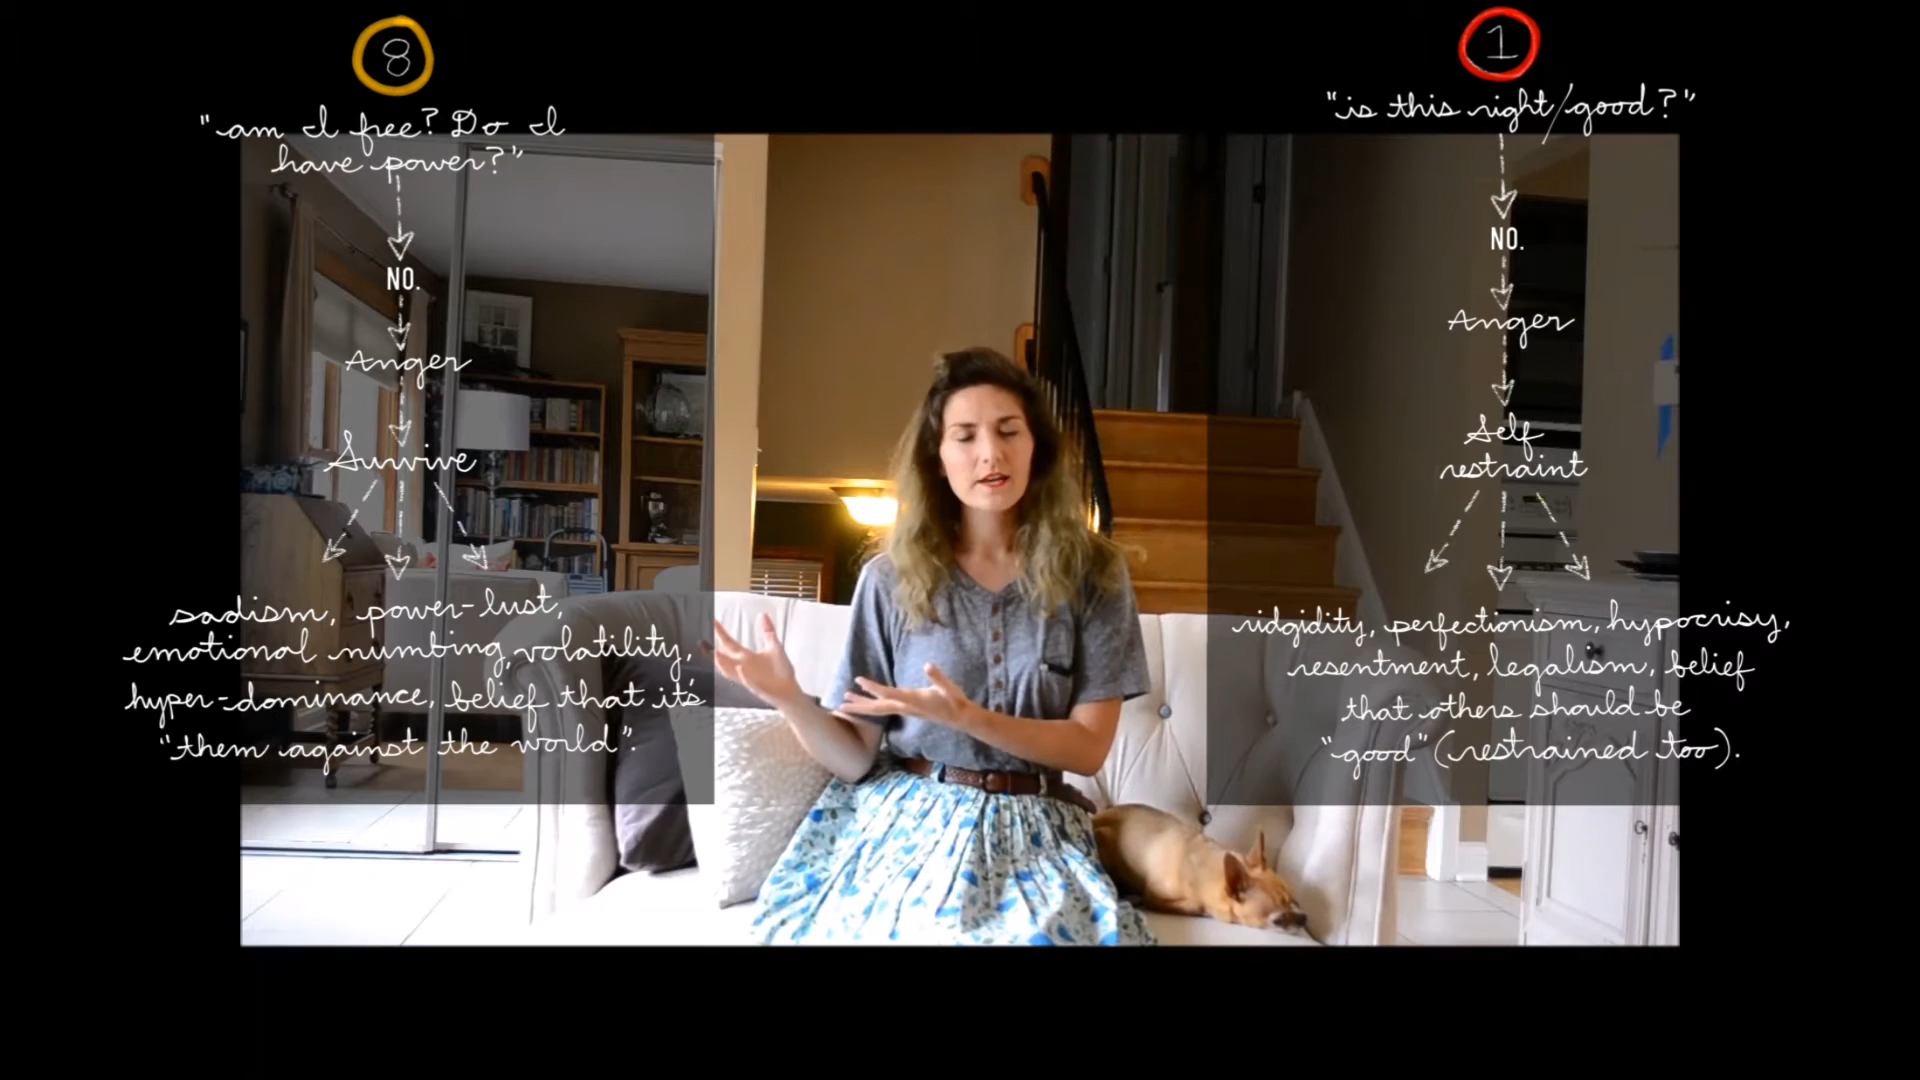 8
"am I free? Do I
have power?"
NO.
Anger
Survive
sadism, power-lust,
emotional numbing, volatility,
hyper-dominance, belief that it's
"them against the world".
1
"is this right/good?"
NO.
Anger
Self
restraint
ridgidity, perfectionism, hypocrisy,
resentment, legalism, belief
that others should be
"good" (restrained too).